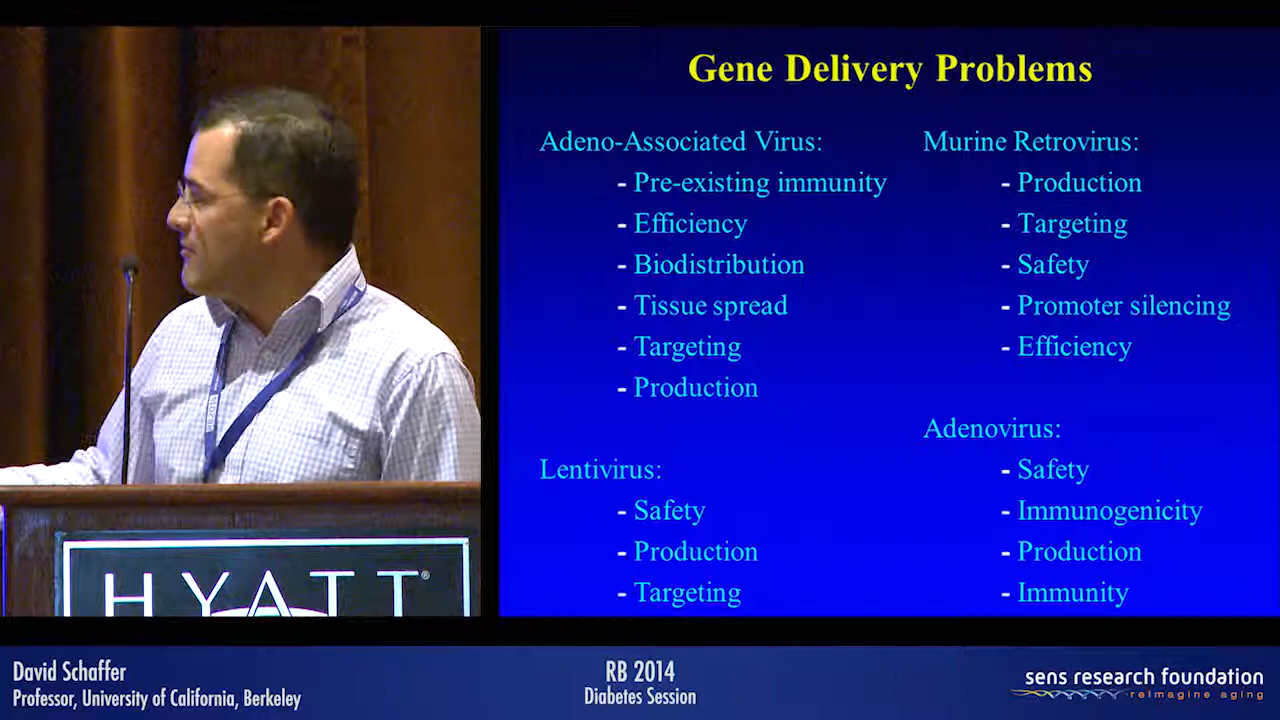 Gene Delivery Problems
Adeno-Associated Virus:
- Pre-existing immunity
- Efficiency
- Biodistribution
- Tissue spread
- Targeting
- Production
Lentivirus:
- Safety
- Production
- Targeting
Murine Retrovirus:
- Production
- Targeting
- Safety
- Promoter silencing
- Efficiency
Adenovirus:
- Safety
- Immunogenicity
- Production
- Immunity
HYATT®
David Schaffer
Professor, University of California, Berkeley
RB 2014
Diabetes Session
sens research foundation
reimagine aging